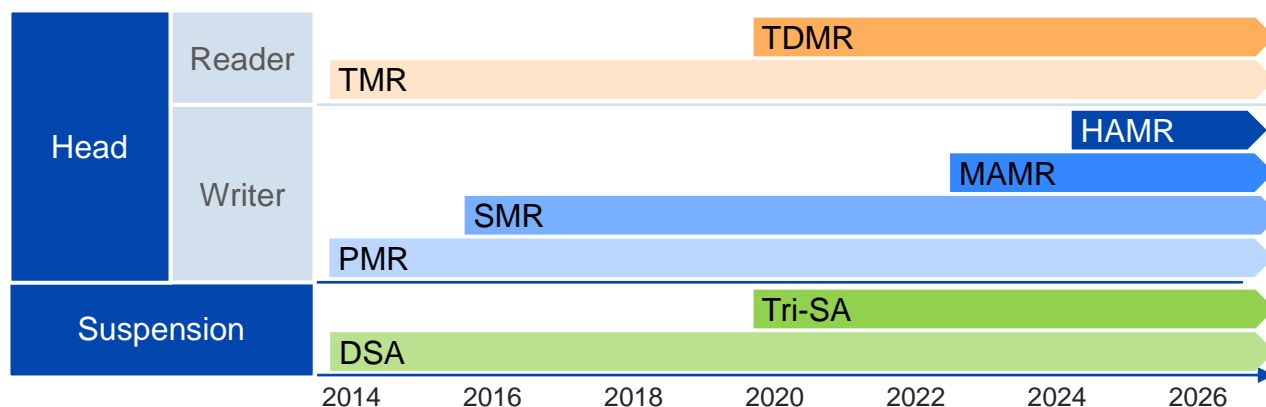 Head
Reader
TDMR
TMR
Writer
HAMR
MAMR
SMR
PMR
Suspension
Tri-SA
DSA
2014 2016 2018 2020 2022 2024 2026